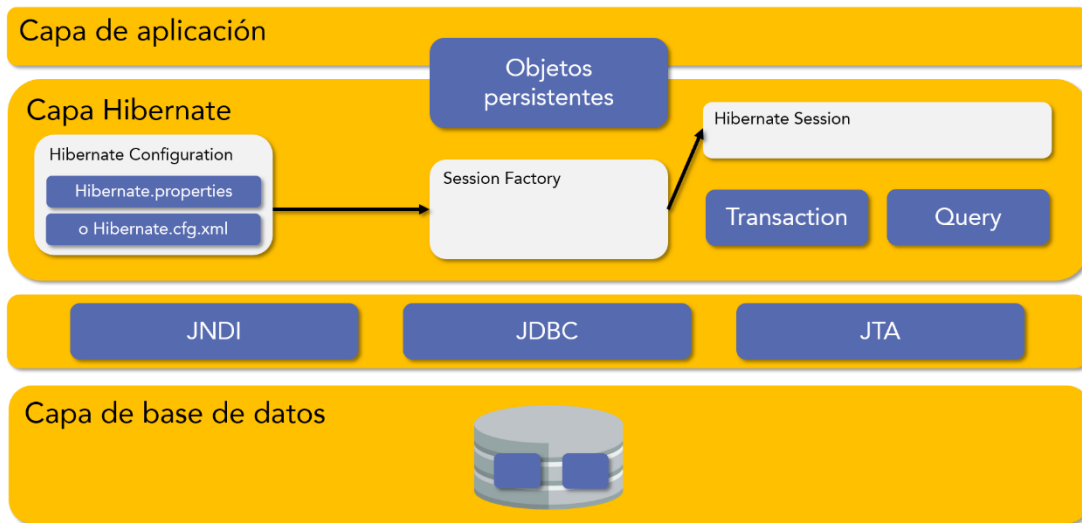 Capa de aplicación
Objetos
persistentes
Capa Hibernate
Hibernate Configuration
Hibernate.properties
o Hibernate.cfg.xml
Session Factory
Hibernate Session
Transaction
Query
JNDI
JDBC
JTA
Capa de base de datos